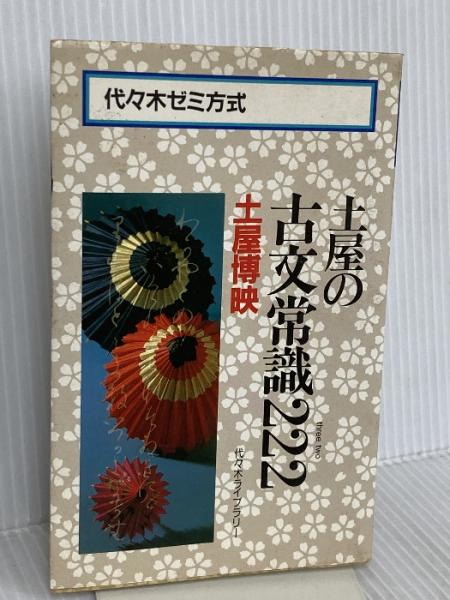 代々木ゼミ方式
土屋の
古文常識222
three two
土屋博映
代々木ライブラリー